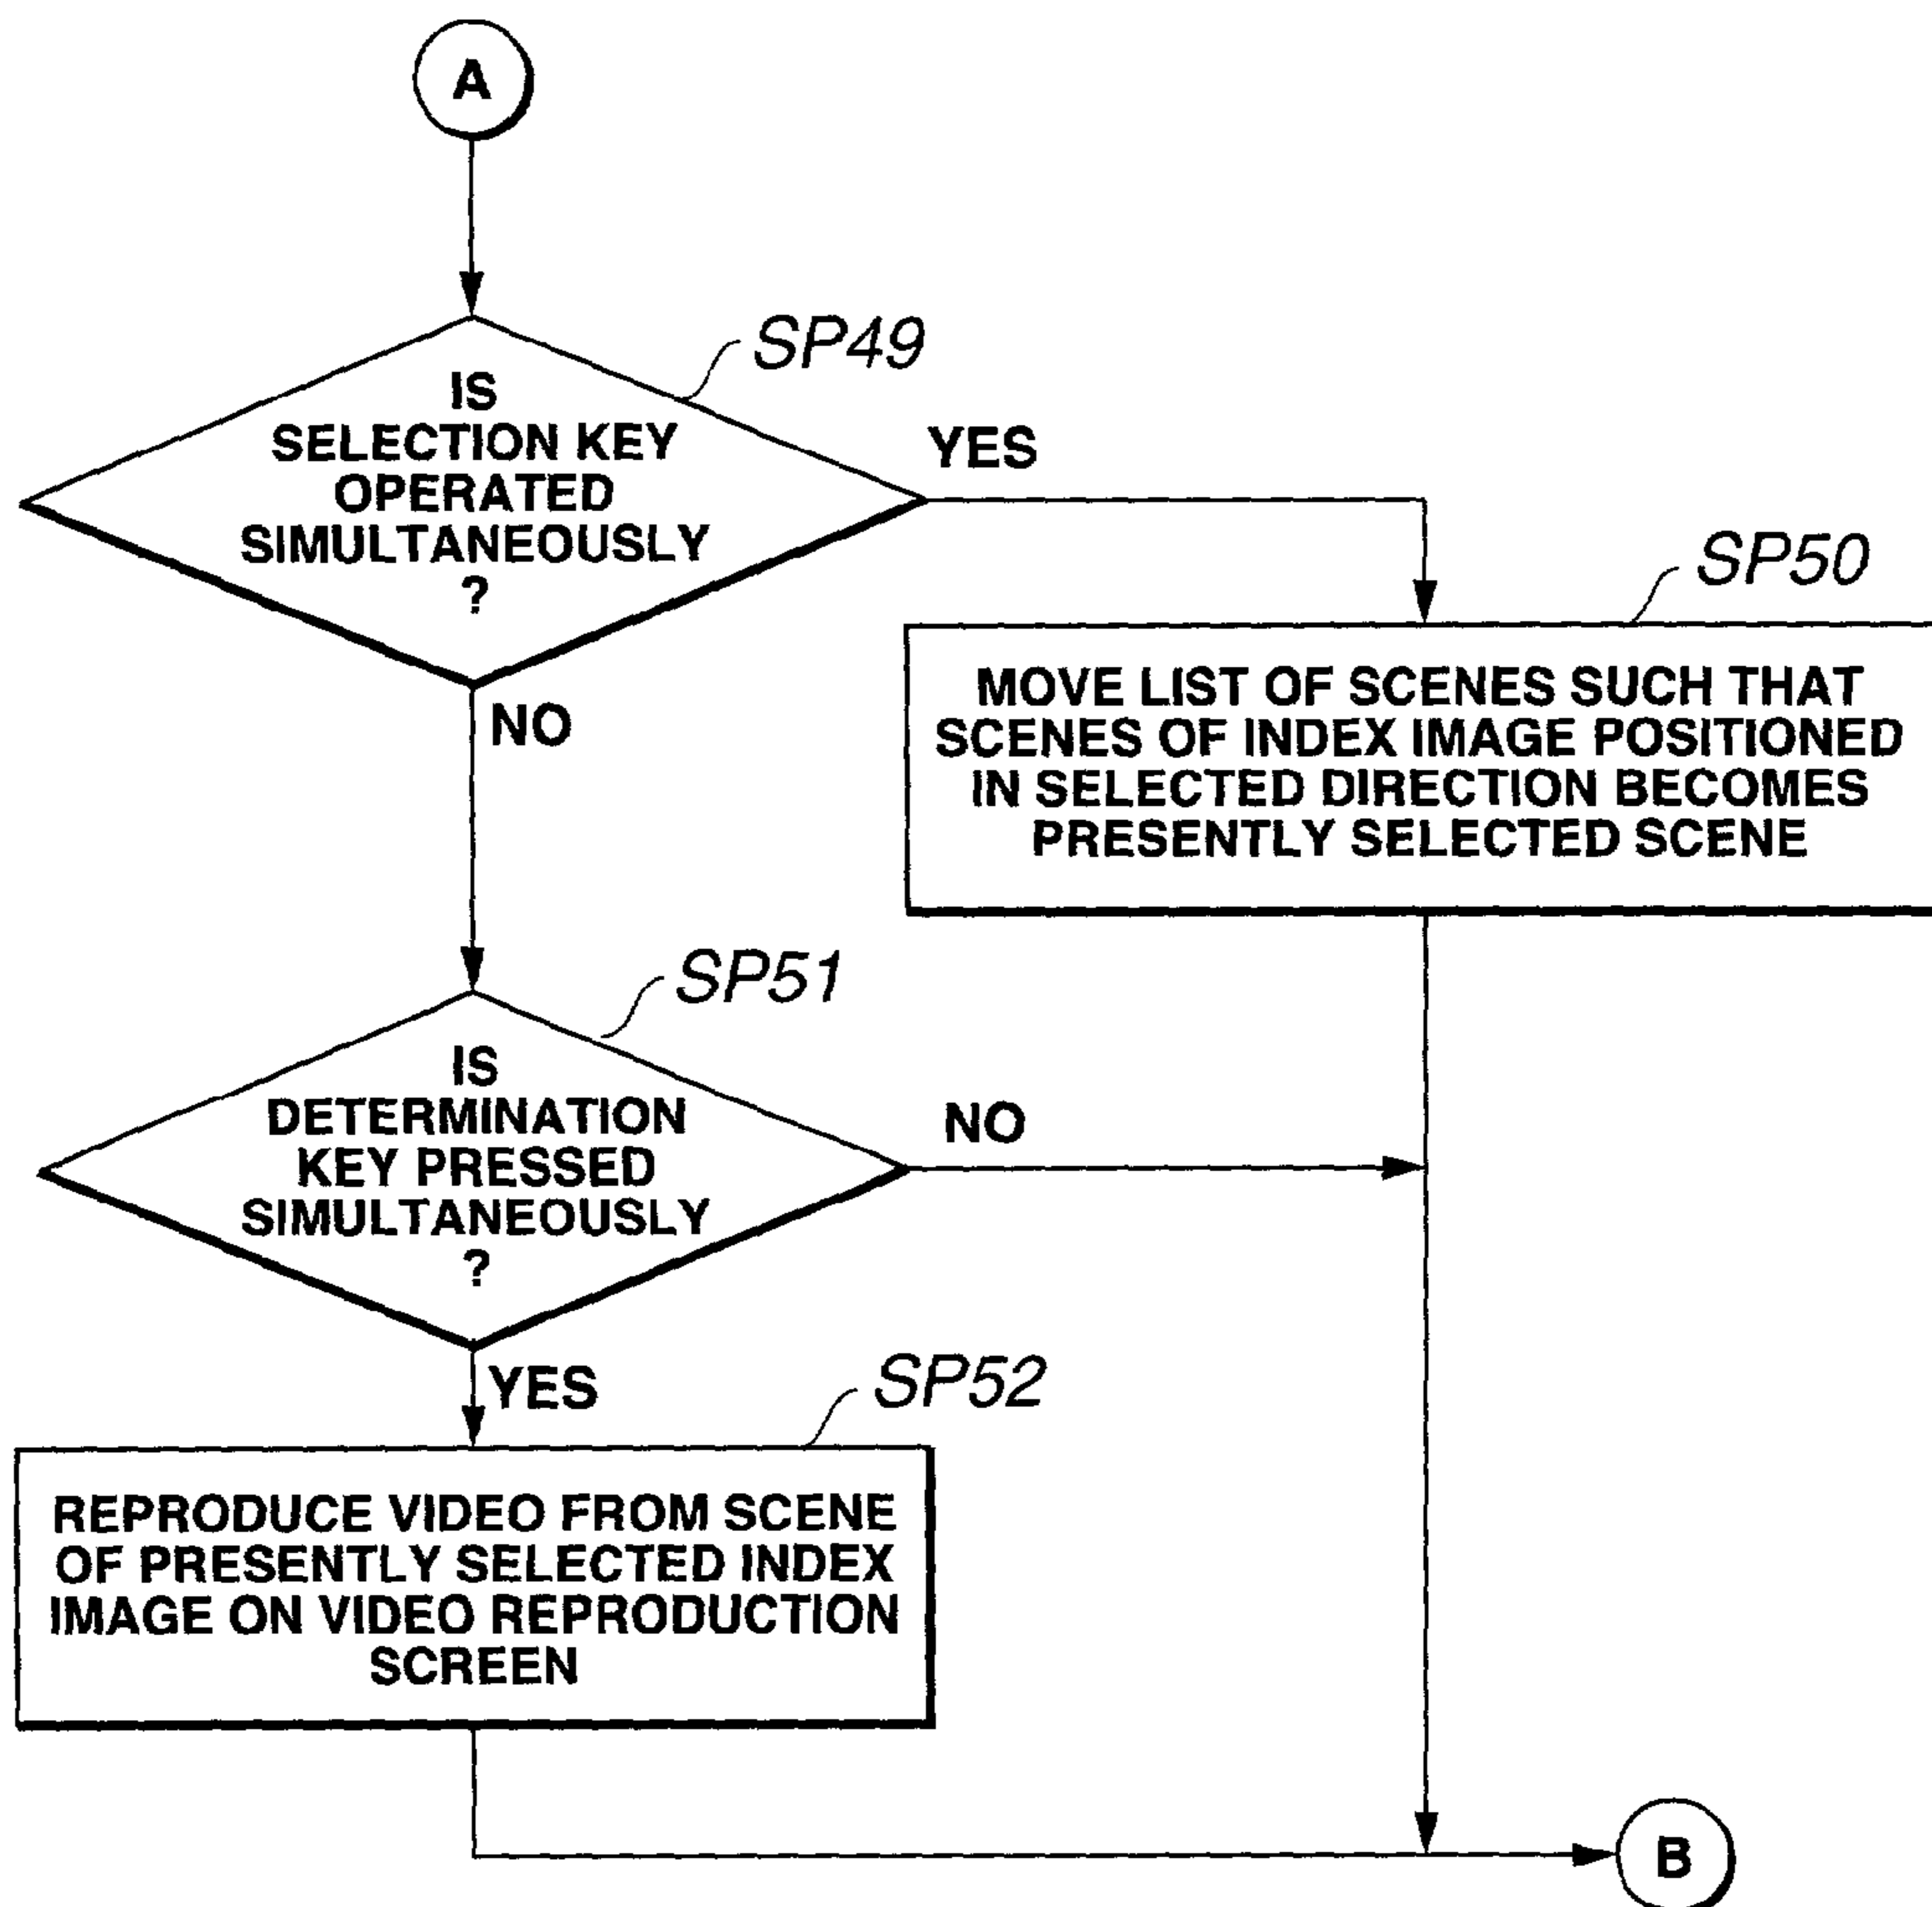 A
SP49
IS
SELECTION KEY
OPERATED
SIMULTANEOUSLY
?
YES
NO
SP50
MOVE LIST OF SCENES SUCH THAT
SCENES OF INDEX IMAGE POSITIONED
IN SELECTED DIRECTION BECOMES
PRESENTLY SELECTED SCENE
SP51
IS
DETERMINATION
KEY PRESSED
SIMULTANEOUSLY
?
NO
YES
SP52
REPRODUCE VIDEO FROM SCENE
OF PRESENTLY SELECTED INDEX
IMAGE ON VIDEO REPRODUCTION
SCREEN
B